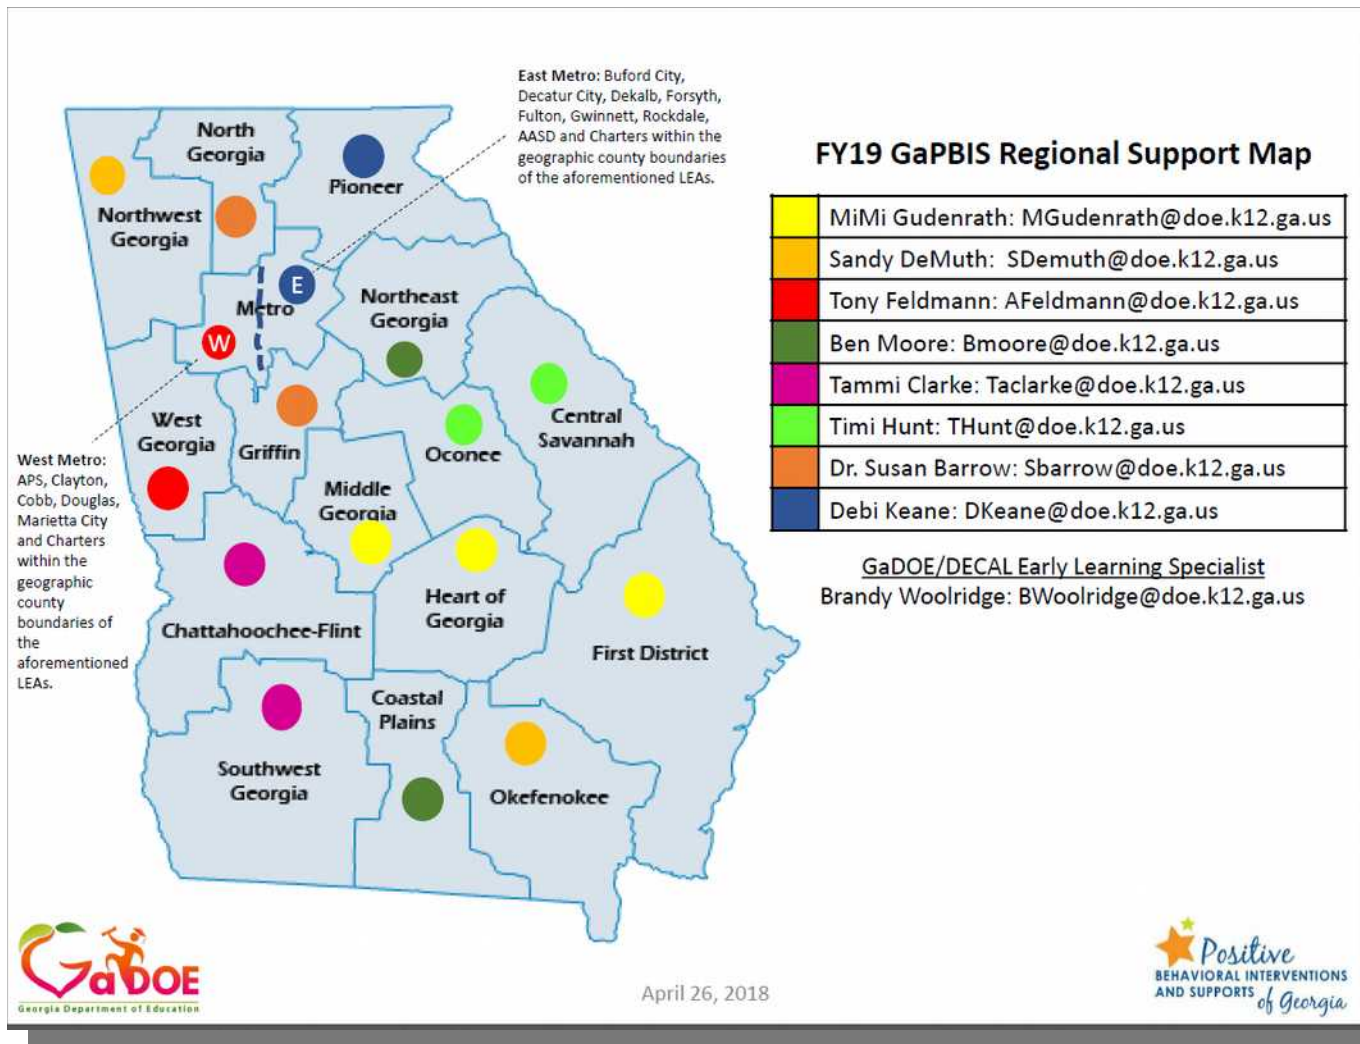 East Metro: Buford City,
Decatur City, Dekalb, Forsyth,
Fulton, Gwinnett, Rockdale,
AASD and Charters within the
geographic county boundaries
of the aforementioned LEAs.
North
Georgia
Pioneer
Northwest
Georgia
E
Metro
W
Northeast
Georgia
West
Georgia
Griffin
Oconee
Central
Savannah
Middle
Georgia
West Metro:
APS, Clayton,
Cobb, Douglas,
Marietta City
and Charters
within the
geographic
county
boundaries of
the
aforementioned
LEAs.
Heart of
Georgia
Chattahoochee-Flint
First District
Coastal
Plains
Southwest
Georgia
Okefenokee
FY19 GaPBIS Regional Support Map
MiMi Gudenrath: MGudenrath@doe.k12.ga.us
Sandy DeMuth: SDemuth@doe.k12.ga.us
Tony Feldmann: AFeldmann@doe.k12.ga.us
Ben Moore: Bmoore@doe.k12.ga.us
Tammi Clarke: Taclarke@doe.k12.ga.us
Timi Hunt: THunt@doe.k12.ga.us
Dr. Susan Barrow: Sbarrow@doe.k12.ga.us
Debi Keane: DKeane@doe.k12.ga.us
GaDOE/DECAL Early Learning Specialist
Brandy Woolridge: BWoolridge@doe.k12.ga.us
GaDOE
Georgia Department of Education
April 26, 2018
Positive
BEHAVIORAL INTERVENTIONS
AND SUPPORTS of Georgia